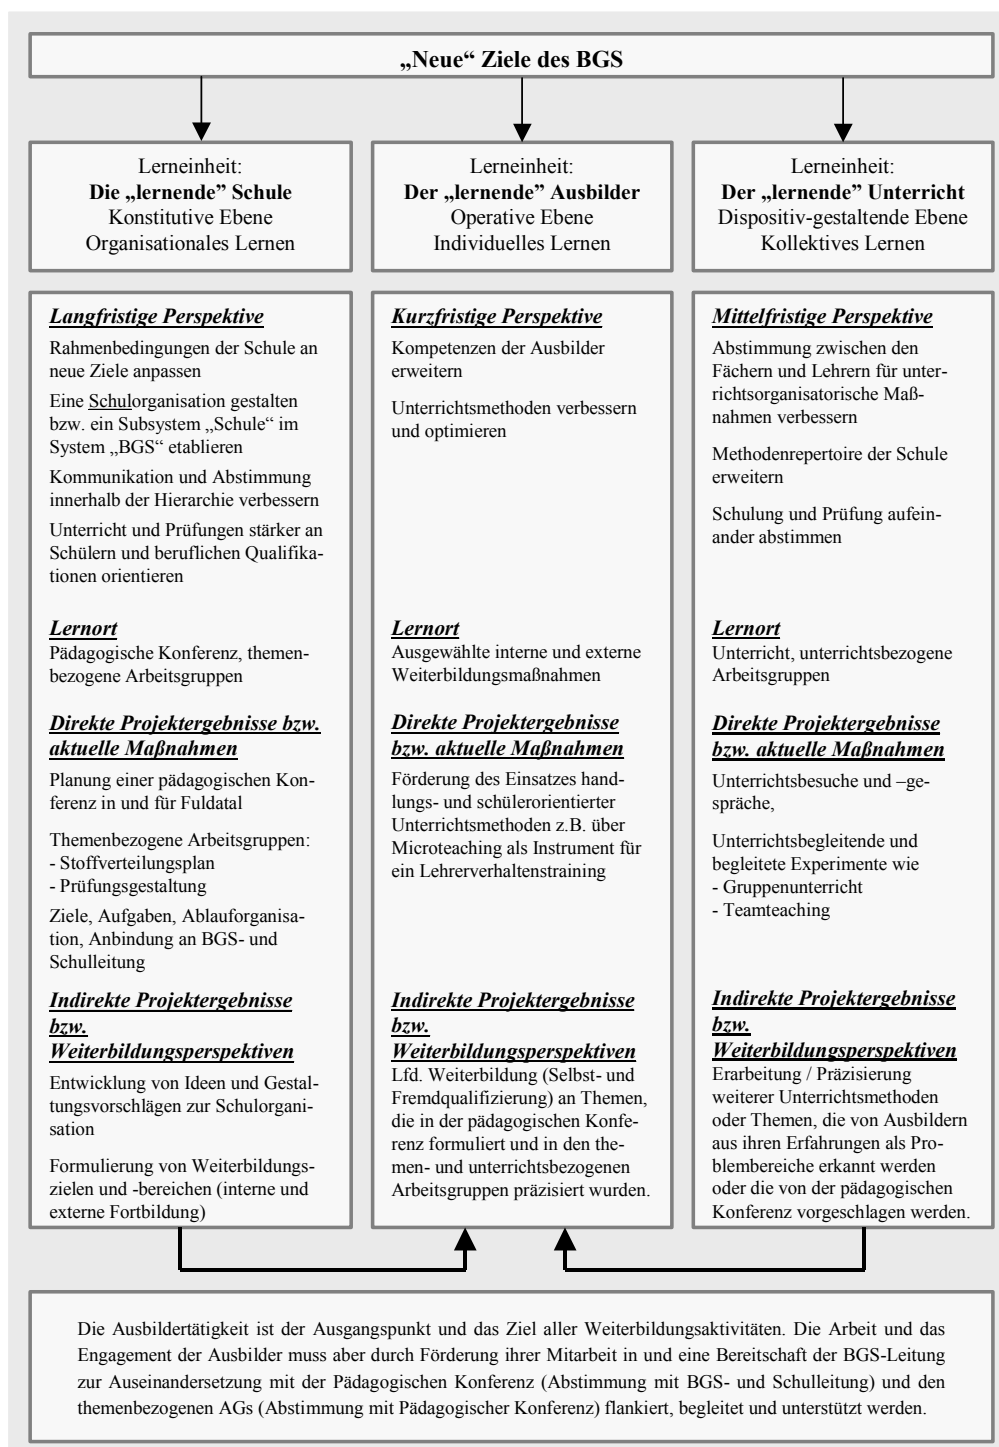 „Neue“ Ziele des BGS
Lerneinheit:
Die „lernende” Schule
Konstitutive Ebene
Organisationales Lernen
Lerneinheit:
Der „lernende” Ausbilder
Operative Ebene
Individuelles Lernen
Lerneinheit:
Der „lernende” Unterricht
Dispositiv-gestaltende Ebene
Kollektives Lernen
Langfristige Perspektive
Rahmenbedingungen der Schule an
neue Ziele anpassen
Eine Schulorganisation gestalten
bzw. ein Subsystem „Schule“ im
System „BGS“ etablieren
Kommunikation und Abstimmung
innerhalb der Hierarchie verbessern
Unterricht und Prüfungen stärker an
Schülern und beruflichen Qualifika-
tionen orientieren
Lernort
Pädagogische Konferenz, themen-
bezogene Arbeitsgruppen
Direkte Projektergebnisse bzw.
aktuelle Maßnahmen
Planung einer pädagogischen Kon-
ferenz in und für Fuldatal
Themenbezogene Arbeitsgruppen:
- Stoffverteilungsplan
- Prüfungsgestaltung
Ziele, Aufgaben, Ablauforganisa-
tion, Anbindung an BGS- und
Schulleitung
Indirekte Projektergebnisse
bzw.
Weiterbildungsperspektiven
Entwicklung von Ideen und Gestal-
tungsvorschlägen zur Schulorgani-
sation
Formulierung von Weiterbildungs-
zielen und -bereichen (interne und
externe Fortbildung)
Kurzfristige Perspektive
Kompetenzen der Ausbilder
erweitern
Unterrichtsmethoden verbessern
und optimieren
Lernort
Ausgewählte interne und externe
Weiterbildungsmaßnahmen
Direkte Projektergebnisse
bzw. aktuelle Maßnahmen
Förderung des Einsatzes hand-
lungs- und schülerorientierter
Unterrichtsmethoden z.B. über
Microteaching als Instrument für
ein Lehrerverhaltenstraining
Indirekte Projektergebnisse
bzw.
Weiterbildungsperspektiven
Lfd. Weiterbildung (Selbst- und
Fremdqualifizierung) an Themen,
die in der pädagogischen Konfe-
renz formuliert und in den the-
men- und unterrichtsbezogenen
Arbeitsgruppen präzisiert wurden.
Mittelfristige Perspektive
Abstimmung zwischen den
Fächern und Lehrern für unter-
richtsorganisatorische Maß-
nahmen verbessern
Methodenrepertoire der Schule
erweitern
Schulung und Prüfung aufein-
ander abstimmen
Lernort
Unterricht, unterrichtsbezogene
Arbeitsgruppen
Direkte Projektergebnisse
bzw. aktuelle Maßnahmen
Unterrichtsbesuche und –ge-
spräche,
Unterrichtsbegleitende und
begleitete Experimente wie
- Gruppenunterricht
- Teamteaching
Indirekte Projektergebnisse
bzw.
Weiterbildungsperspektiven
Erarbeitung / Präzisierung
weiterer Unterrichtsmethoden
oder Themen, die von Ausbildern
aus ihren Erfahrungen als Pro-
blembereiche erkannt werden
oder die von der pädagogischen
Konferenz vorgeschlagen werden.
Die Ausbildertätigkeit ist der Ausgangspunkt und das Ziel aller Weiterbildungsaktivitäten. Die Arbeit und das
Engagement der Ausbilder muss aber durch Förderung ihrer Mitarbeit in und eine Bereitschaft der BGS-Leitung
zur Auseinandersetzung mit der Pädagogischen Konferenz (Abstimmung mit BGS- und Schulleitung) und den
themenbezogenen AGs (Abstimmung mit Pädagogischer Konferenz) flankiert, begleitet und unterstützt werden.